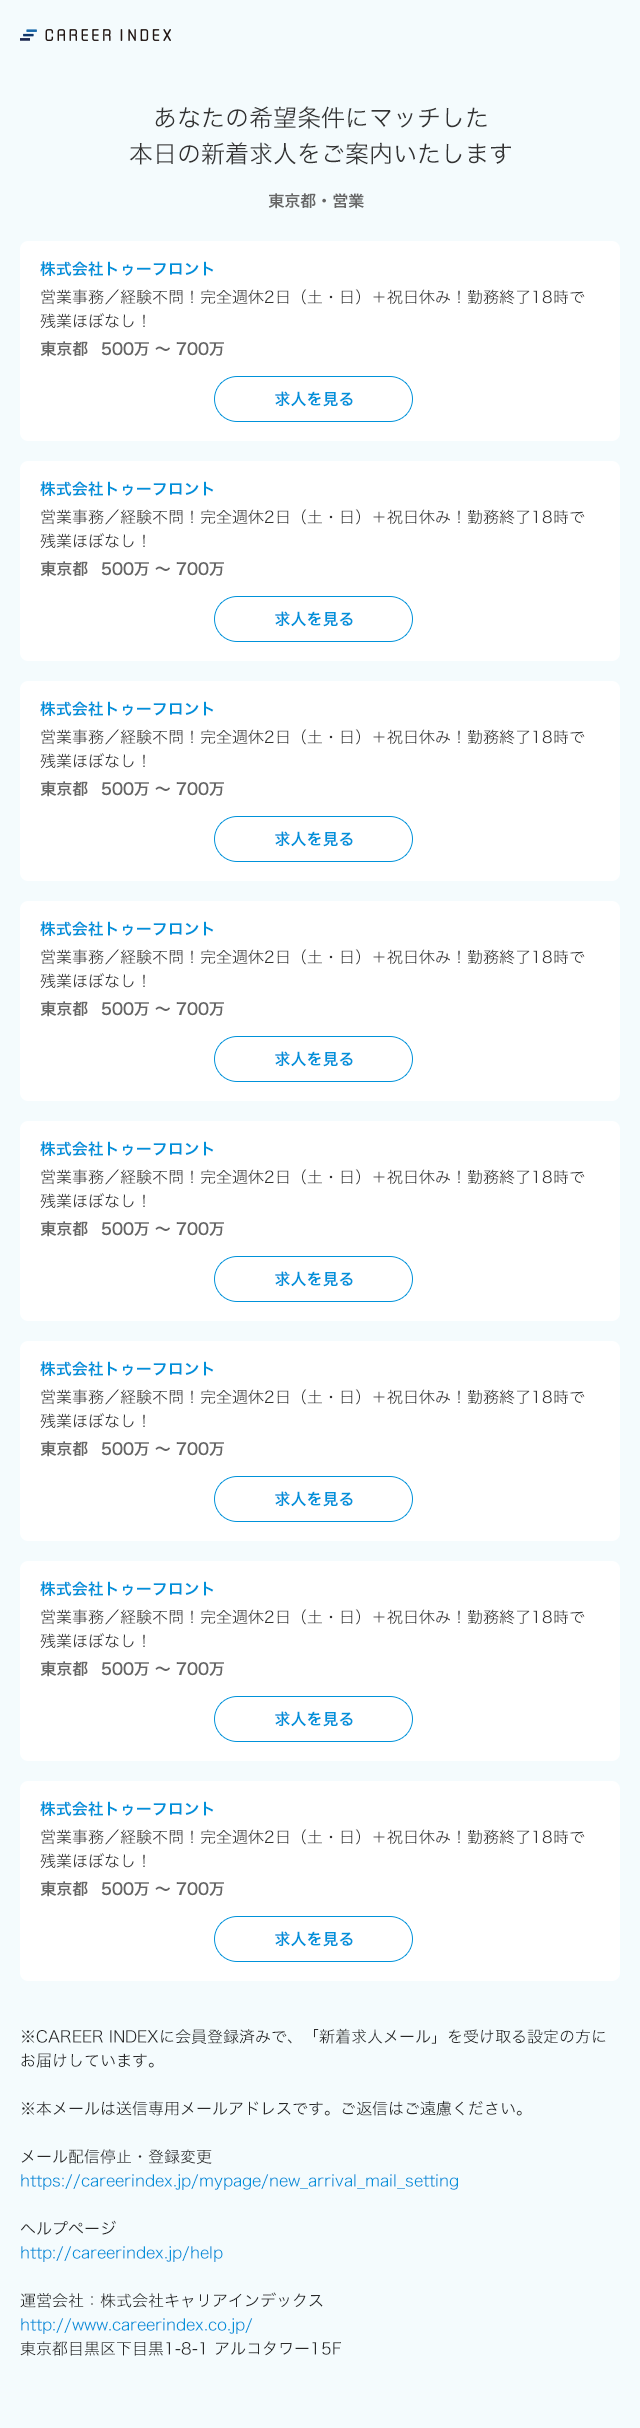 CAREER INDEX
あなたの希望条件にマッチした
本日の新着求人をご案内いたします
東京都・営業
株式会社トゥーフロント
営業事務／経験不問！完全週休2日（土・日）＋祝日休み！勤務終了18時で
残業ほぼなし！
東京都 500万 〜 700万
求人を見る
株式会社トゥーフロント
営業事務／経験不問！完全週休2日（土・日）＋祝日休み！勤務終了18時で
残業ほぼなし！
東京都 500万 〜 700万
求人を見る
株式会社トゥーフロント
営業事務／経験不問！完全週休2日（土・日）＋祝日休み！勤務終了18時で
残業ほぼなし！
東京都 500万 〜 700万
求人を見る
株式会社トゥーフロント
営業事務／経験不問！完全週休2日（土・日）＋祝日休み！勤務終了18時で
残業ほぼなし！
東京都 500万 〜 700万
求人を見る
株式会社トゥーフロント
営業事務／経験不問！完全週休2日（土・日）＋祝日休み！勤務終了18時で
残業ほぼなし！
東京都 500万 〜 700万
求人を見る
株式会社トゥーフロント
営業事務／経験不問！完全週休2日（土・日）＋祝日休み！勤務終了18時で
残業ほぼなし！
東京都 500万 〜 700万
求人を見る
株式会社トゥーフロント
営業事務／経験不問！完全週休2日（土・日）＋祝日休み！勤務終了18時で
残業ほぼなし！
東京都 500万 〜 700万
求人を見る
株式会社トゥーフロント
営業事務／経験不問！完全週休2日（土・日）＋祝日休み！勤務終了18時で
残業ほぼなし！
東京都 500万 〜 700万
求人を見る
※CAREER INDEXに会員登録済みで、「新着求人メール」を受け取る設定の方に
お届けしています。
※本メールは送信専用メールアドレスです。ご返信はご遠慮ください。
メール配信停止・登録変更
https://careerindex.jp/mypage/new_arrival_mail_setting
ヘルプページ
http://careerindex.jp/help
運営会社：株式会社キャリアインデックス
http://www.careerindex.co.jp/
東京都目黒区下目黒1-8-1 アルコタワー15F